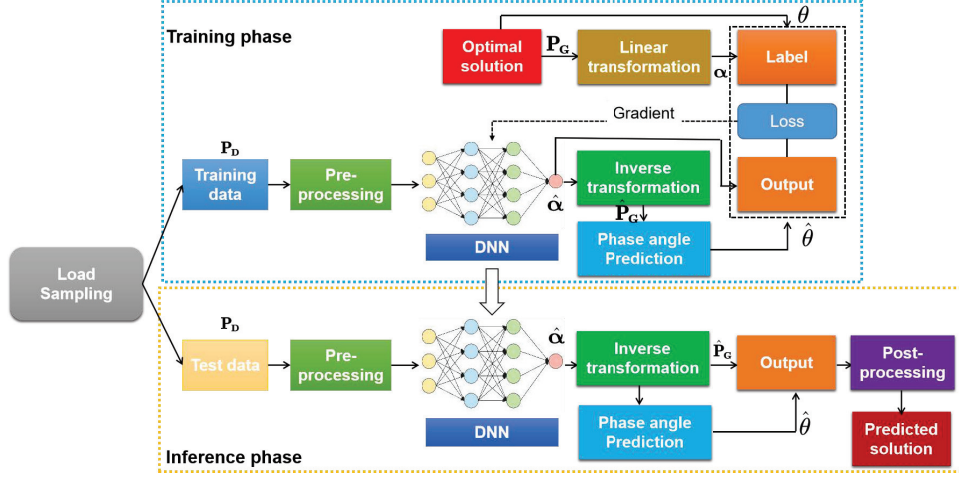 Training phase
θ
Optimal
solution
P_G
Linear
transformation
α
Label
Gradient
Loss
P_D
Training
data
Pre-
processing
α̂
Inverse
transformation
P̂_G
Output
DNN
Phase angle
Prediction
θ̂
Load
Sampling
P_D
Test data
Pre-
processing
α̂
Inverse
transformation
P̂_G
Output
Post-
processing
DNN
Phase angle
Prediction
θ̂
Predicted
solution
Inference phase